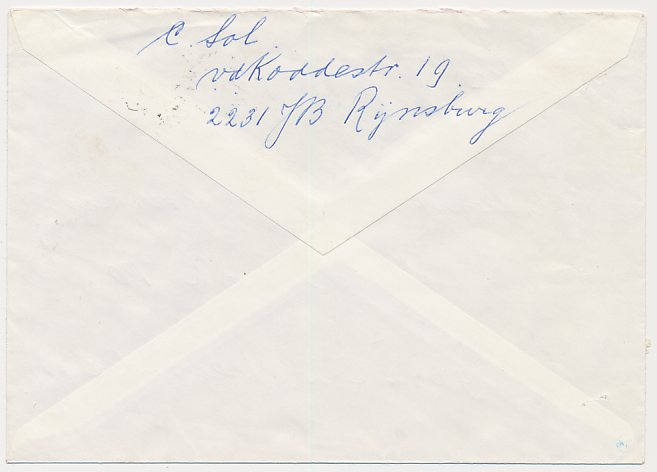 C. Sol
vdKoddestr. 19
2231 JB Rijnsburg